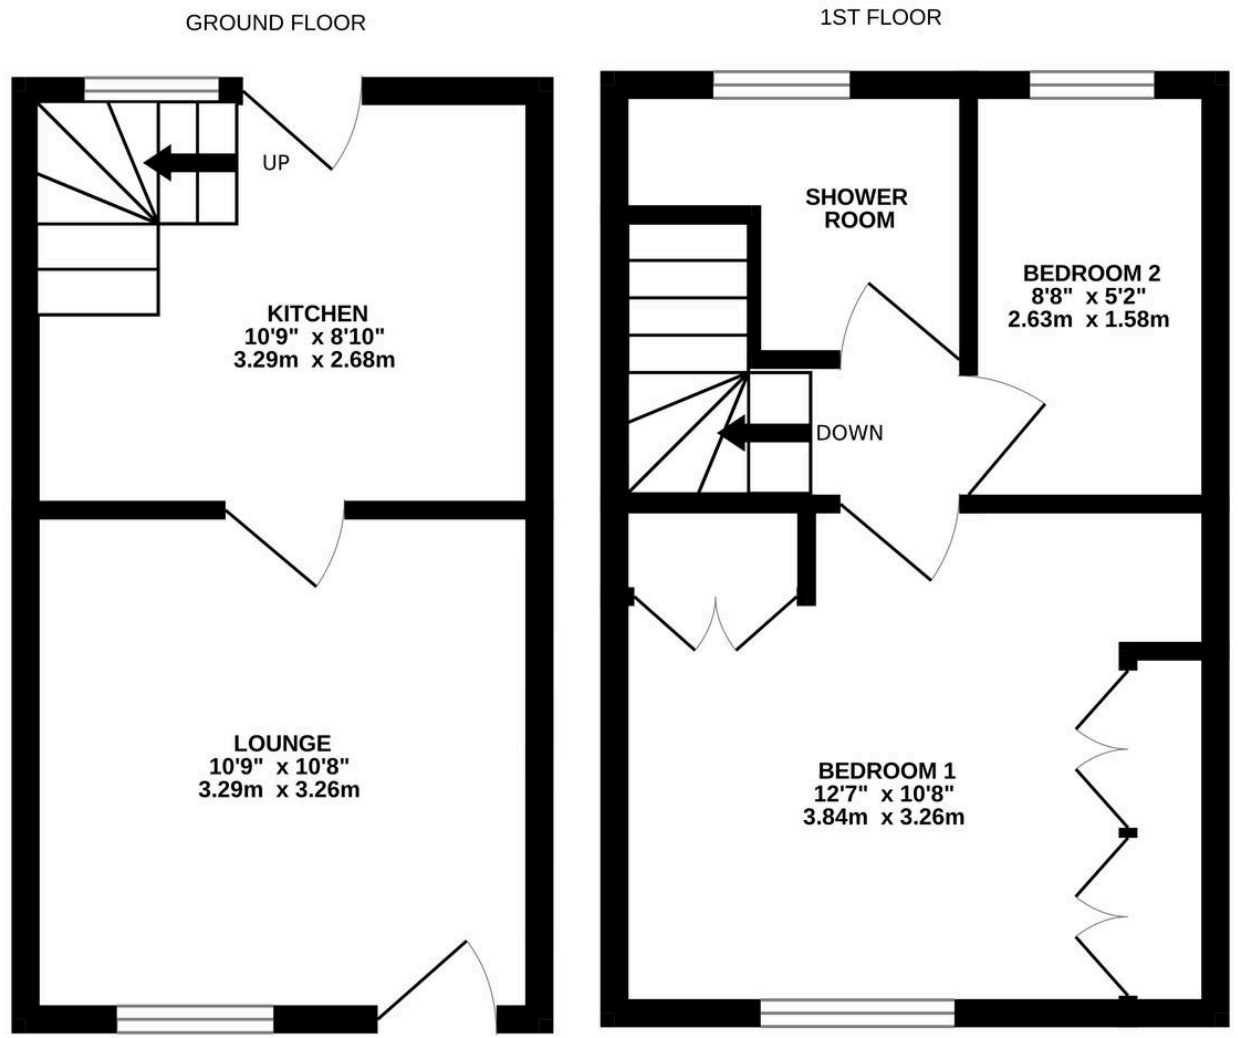 GROUND FLOOR
UP
KITCHEN
10'9" x 8'10"
3.29m x 2.68m
LOUNGE
10'9" x 10'8"
3.29m x 3.26m
1ST FLOOR
SHOWER
ROOM
BEDROOM 2
8'8" x 5'2"
2.63m x 1.58m
DOWN
BEDROOM 1
12'7" x 10'8"
3.84m x 3.26m